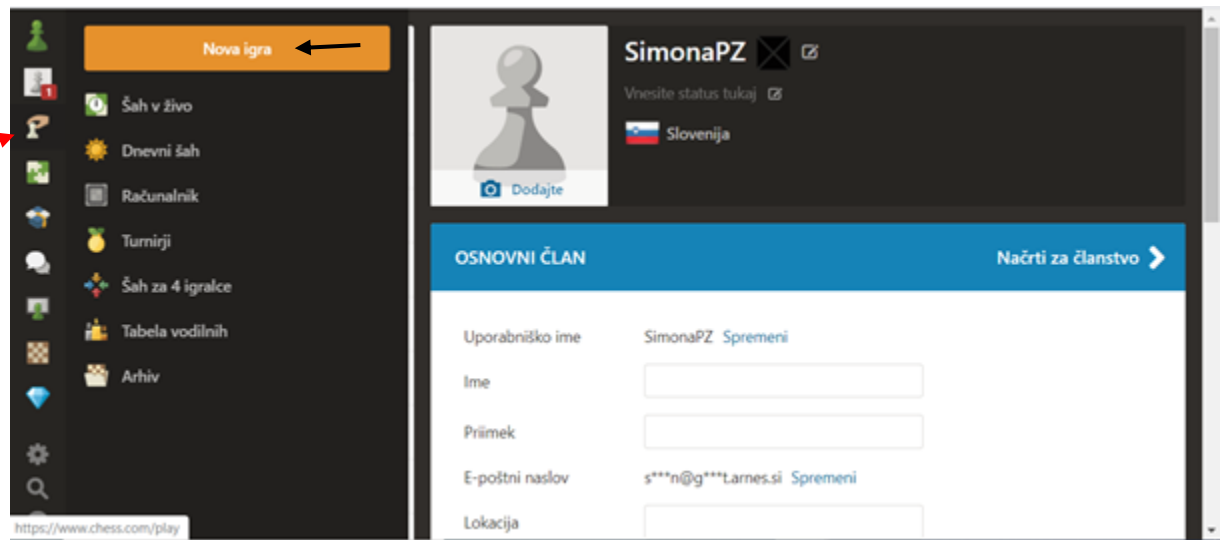 Nova igra
1
Šah v živo
Dnevni šah
Računalnik
Turnirji
Šah za 4 igralce
Tabela vodilnih
Arhiv
https://www.chess.com/play
SimonaPZ
Vnesite status tukaj
Slovenija
Dodajte
OSNOVNI ČLAN
Načrti za članstvo
Uporabniško ime SimonaPZ Spremeni
Ime
Priimek
E-poštni naslov s***n@g***t.arnes.si Spremeni
Lokacija